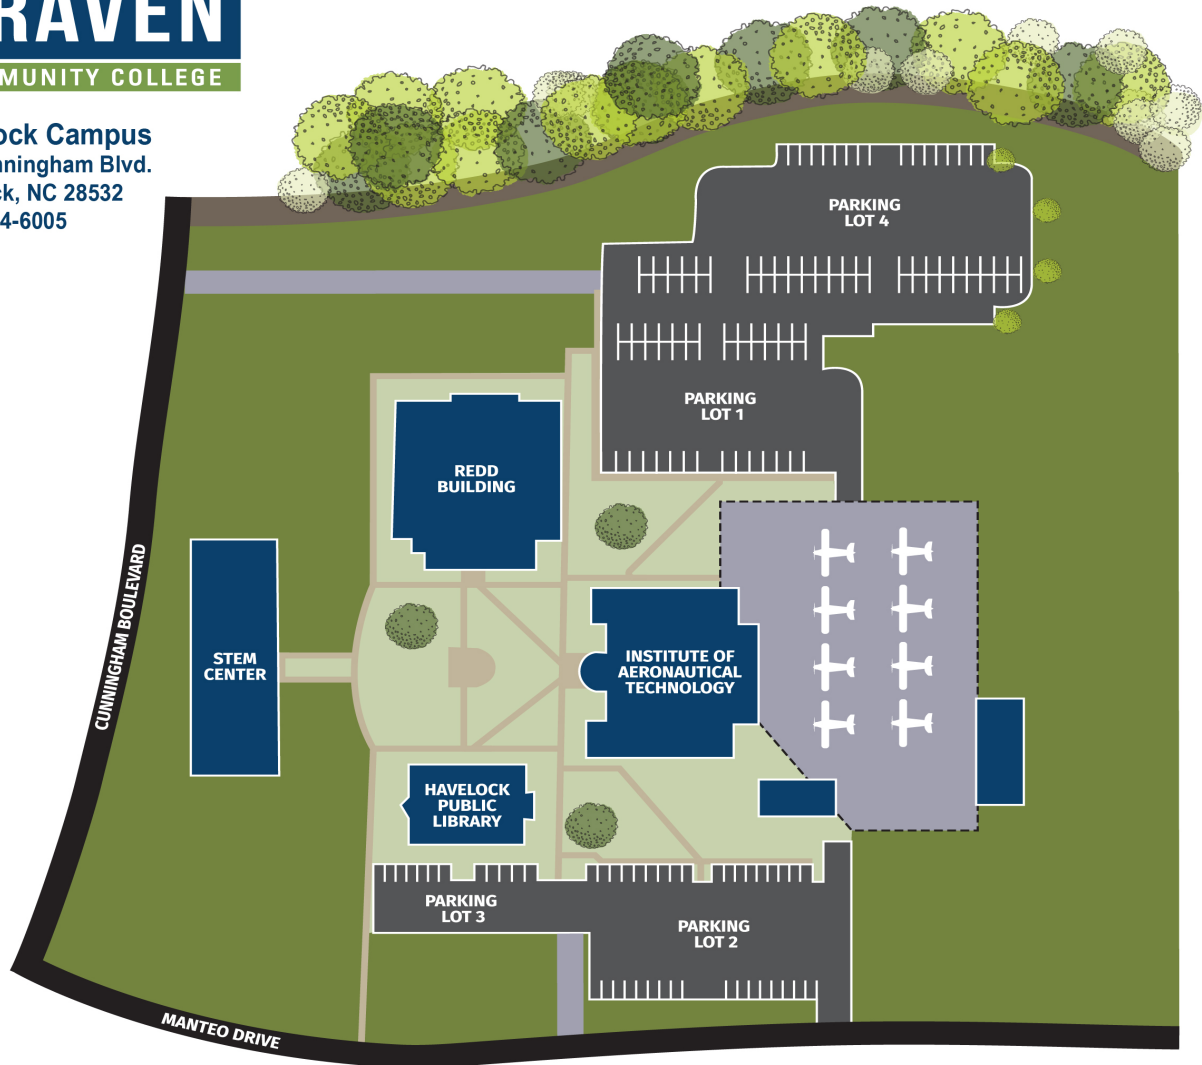 RAVEN
MUNITY COLLEGE
ock Campus
nningham Blvd.
ck, NC 28532
4-6005
PARKING
LOT 4
PARKING
LOT 1
REDD
BUILDING
CUNNINGHAM BOULEVARD
STEM
CENTER
INSTITUTE OF
AERONAUTICAL
TECHNOLOGY
HAVELOCK
PUBLIC
LIBRARY
PARKING
LOT 3
PARKING
LOT 2
MANTEO DRIVE